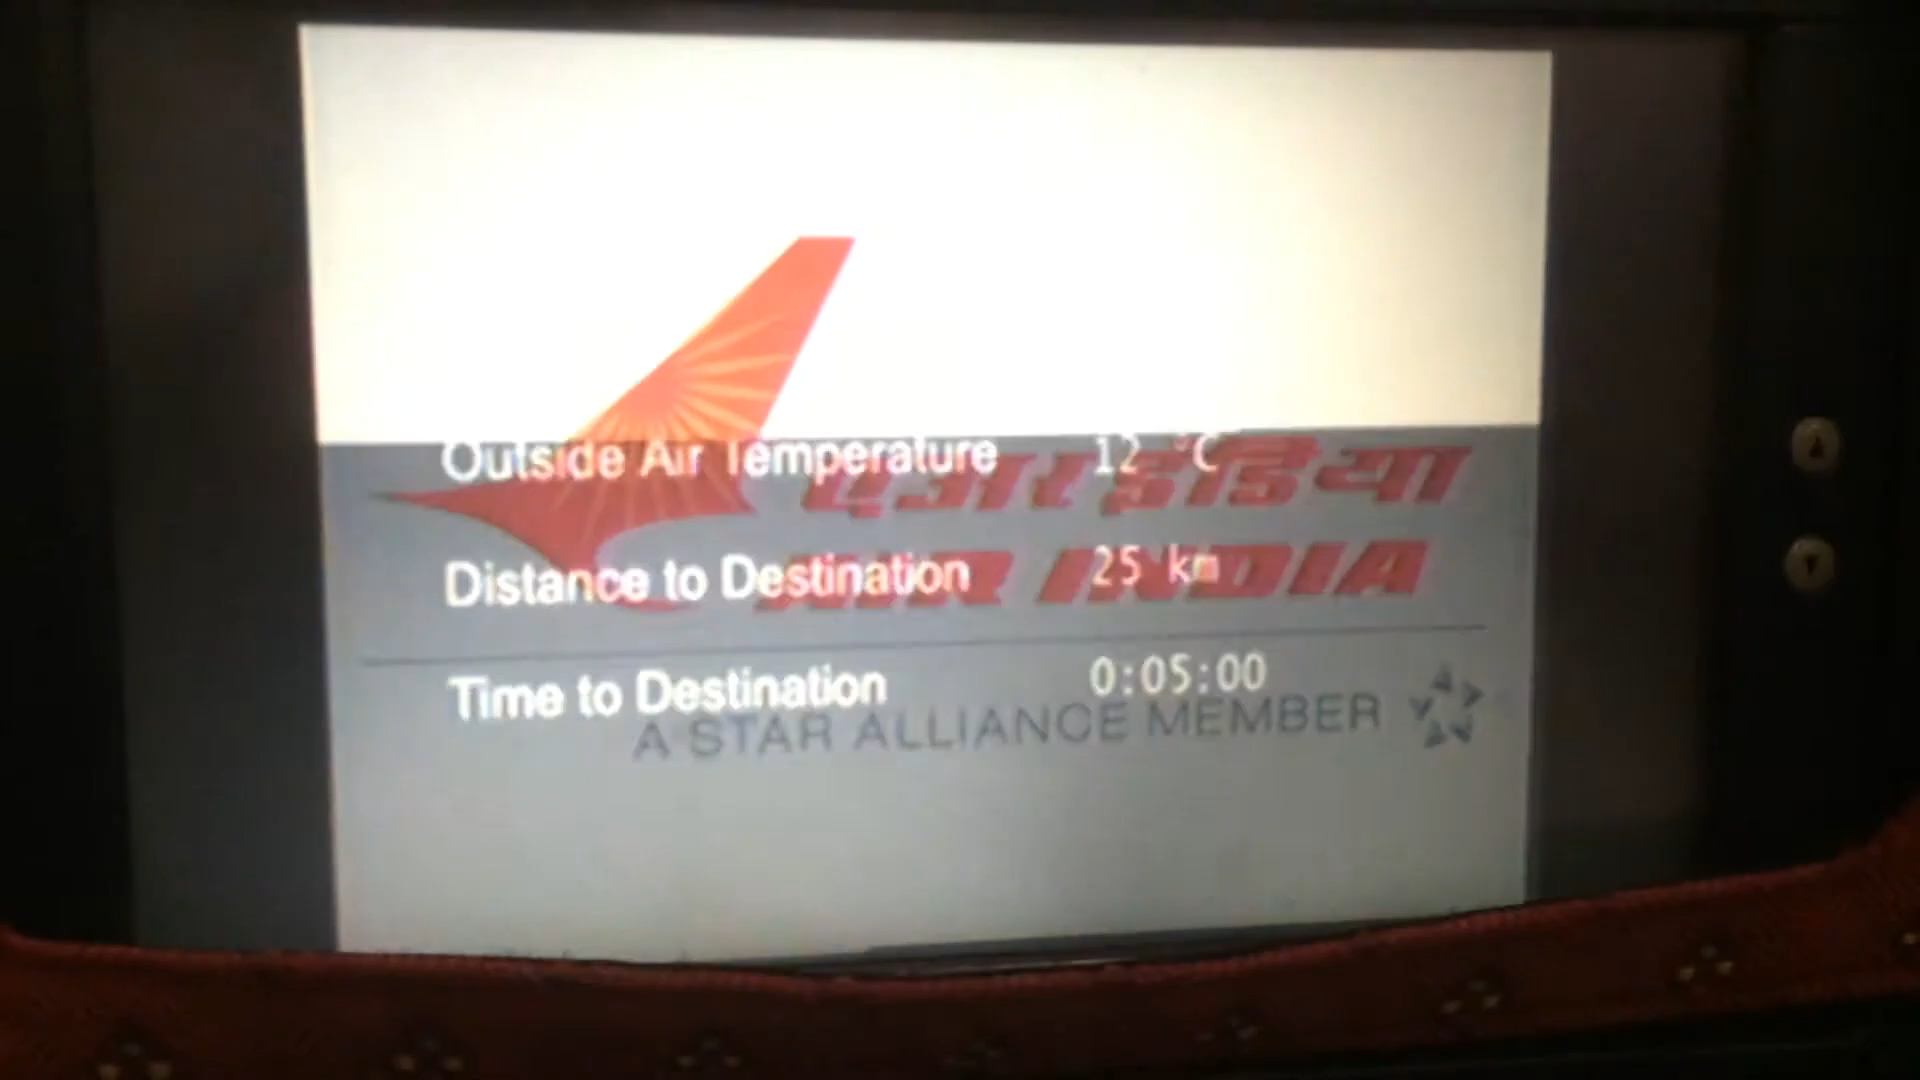 Outside Air Temperature 12 °C
एअर इंडिया
Distance to Destination 25 km
AIR INDIA
Time to Destination 0:05:00
A STAR ALLIANCE MEMBER